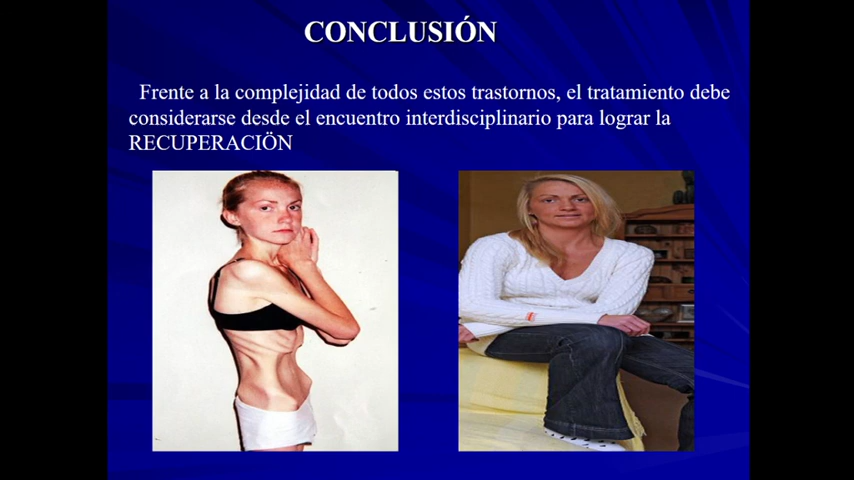 CONCLUSIÓN
Frente a la complejidad de todos estos trastornos, el tratamiento debe
considerarse desde el encuentro interdisciplinario para lograr la
RECUPERACIÖN